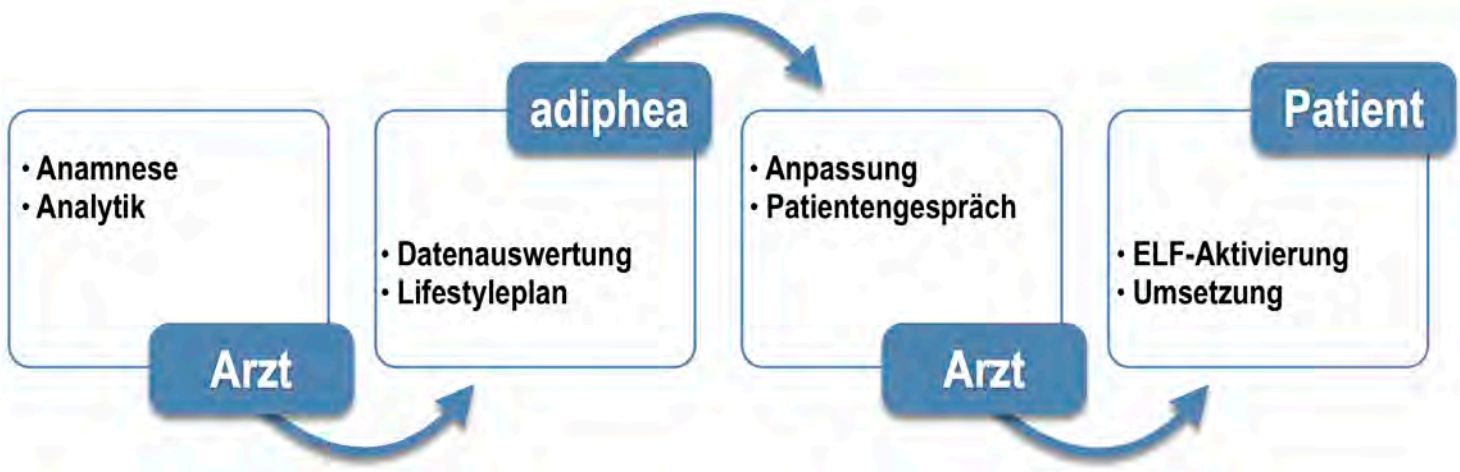 • Anamnese
• Analytik
Arzt
adiphea
• Datenauswertung
• Lifestyleplan
• Anpassung
• Patientengespräch
Arzt
Patient
• ELF-Aktivierung
• Umsetzung